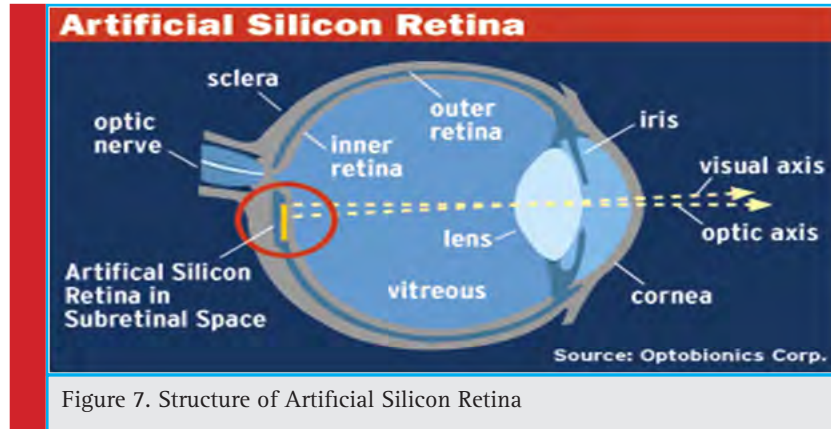 Artificial Silicon Retina
sclera
outer
retina
optic
nerve
inner
retina
iris
visual axis
optic axis
lens
Artifical Silicon
Retina in
Subretinal Space
vitreous
cornea
Source: Optobionics Corp.
Figure 7. Structure of Artificial Silicon Retina